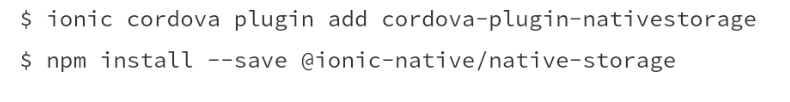 $ ionic cordova plugin add cordova-plugin-nativestorage
$ npm install --save @ionic-native/native-storage